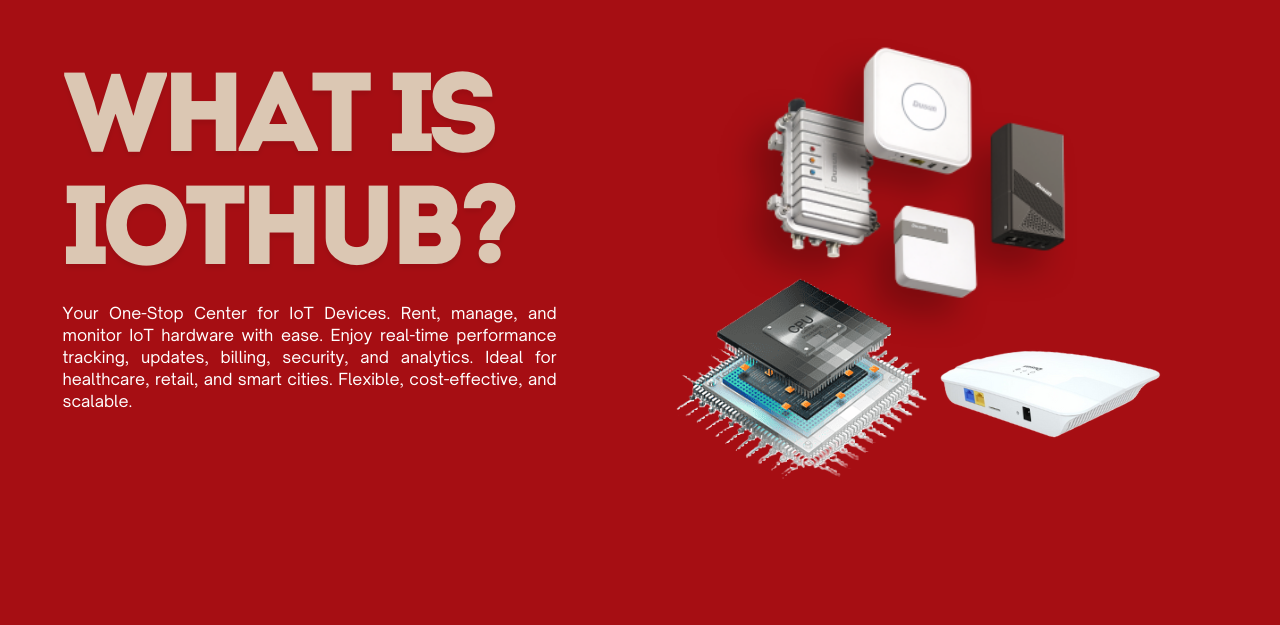 WHAT IS
IOTHUB?
Your One-Stop Center for IoT Devices. Rent, manage, and
monitor IoT hardware with ease. Enjoy real-time performance
tracking, updates, billing, security, and analytics. Ideal for
healthcare, retail, and smart cities. Flexible, cost-effective, and
scalable.
Dusun
CPU